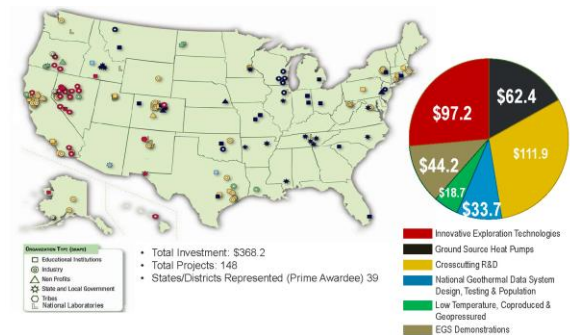 $97.2
$62.4
$111.9
$44.2
$18.7
$33.7
ORGANIZATION TYPE (SHAPE)
Educational Institutions
Industry
Non Profits
State and Local Government
Tribes
L National Laboratories
• Total Investment: $368.2
• Total Projects: 148
• States/Districts Represented (Prime Awardee) 39
Innovative Exploration Technologies
Ground Source Heat Pumps
Crosscutting R&D
National Geothermal Data System
Design, Testing & Population
Low Temperature, Coproduced &
Geopressured
EGS Demonstrations